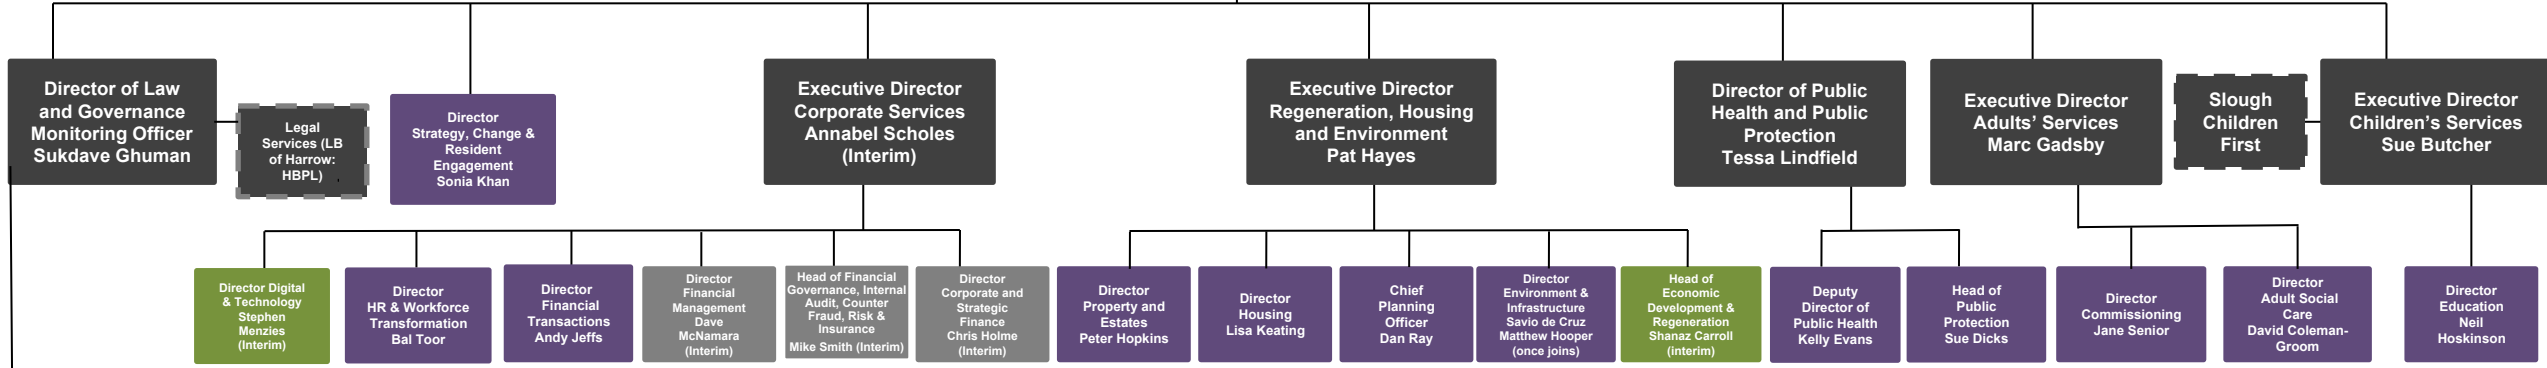 Director of Law
and Governance
Monitoring Officer
Sukdave Ghuman
Legal
Services (LB
of Harrow:
HBPL)
Director
Strategy, Change &
Resident
Engagement
Sonia Khan
Executive Director
Corporate Services
Annabel Scholes
(Interim)
Executive Director
Regeneration, Housing
and Environment
Pat Hayes
Director of Public
Health and Public
Protection
Tessa Lindfield
Executive Director
Adults’ Services
Marc Gadsby
Slough
Children
First
Executive Director
Children’s Services
Sue Butcher
Director Digital
& Technology
Stephen
Menzies
(Interim)
Director
HR & Workforce
Transformation
Bal Toor
Director
Financial
Transactions
Andy Jeffs
Director
Financial
Management
Dave
McNamara
(Interim)
Head of Financial
Governance, Internal
Audit, Counter
Fraud, Risk &
Insurance
Mike Smith (Interim)
Director
Corporate and
Strategic
Finance
Chris Holme
(Interim)
Director
Property and
Estates
Peter Hopkins
Director
Housing
Lisa Keating
Chief
Planning
Officer
Dan Ray
Director
Environment &
Infrastructure
Savio de Cruz
Matthew Hooper
(once joins)
Head of
Economic
Development &
Regeneration
Shanaz Carroll
(interim)
Deputy
Director of
Public Health
Kelly Evans
Head of
Public
Protection
Sue Dicks
Director
Commissioning
Jane Senior
Director
Adult Social
Care
David Coleman-
Groom
Director
Education
Neil
Hoskinson